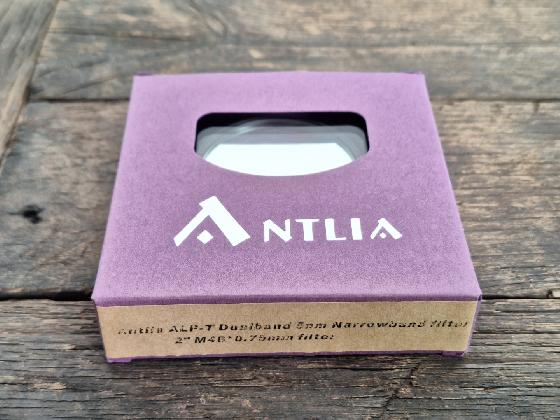 ANTLIA
Antlia ALP-T Dualband 5nm Narrowband filter
2" M48*0.75mm filter